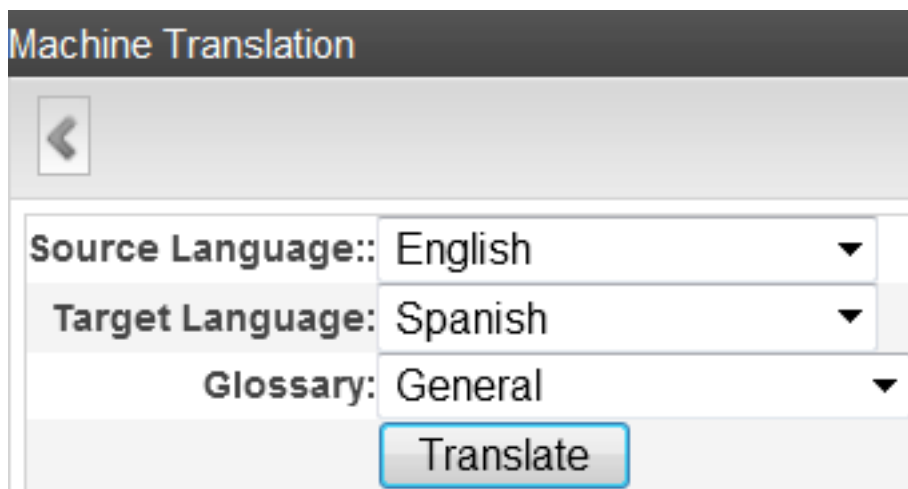 Machine Translation
Source Language:: English
Target Language: Spanish
Glossary: General
Translate